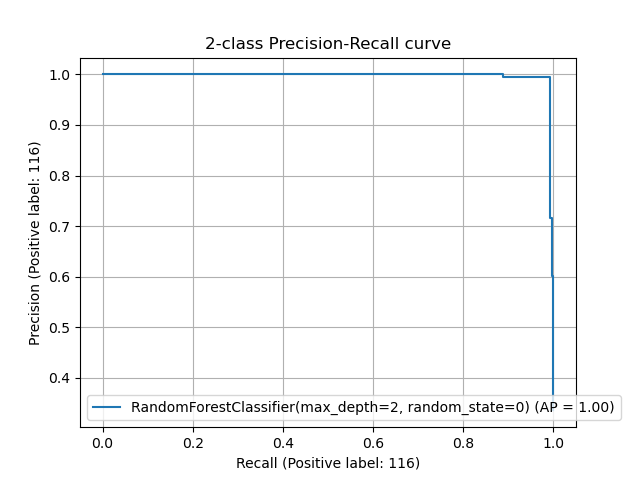 2-class Precision-Recall curve
Precision (Positive label: 116)
1.0
0.9
0.8
0.7
0.6
0.5
0.4
RandomForestClassifier(max_depth=2, random_state=0) (AP = 1.00)
0.0 0.2 0.4 0.6 0.8 1.0
Recall (Positive label: 116)